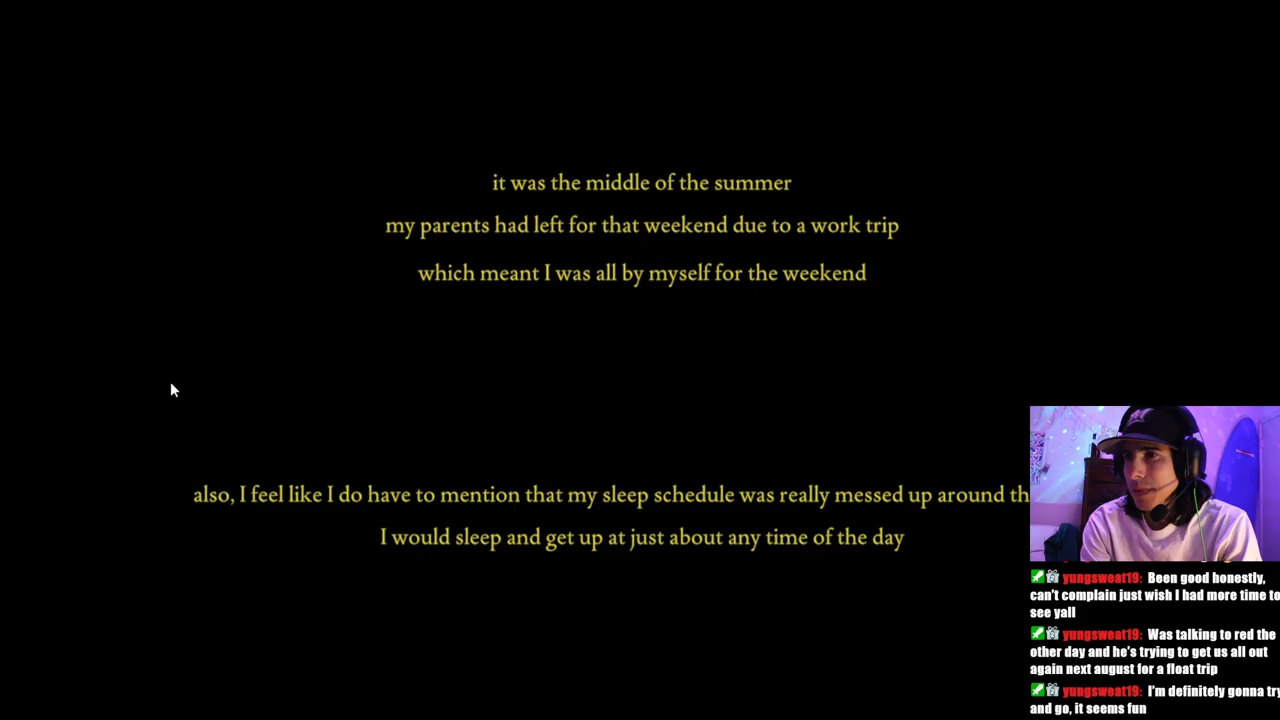 it was the middle of the summer
my parents had left for that weekend due to a work trip
which meant I was all by myself for the weekend
also, I feel like I do have to mention that my sleep schedule was really messed up around
I would sleep and get up at just about any time of the day
yungsweat19: Been good honestly,
can't complain just wish I had more time to
see yall
yungsweat19: Was talking to red the
other day and he's trying to get us all out
again next august for a float trip
yungsweat19: I'm definitely gonna try
and go, it seems fun